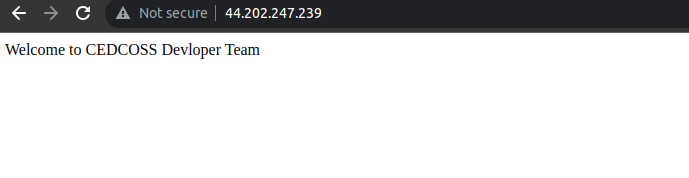 Not secure 44.202.247.239
Welcome to CEDCOSS Devloper Team